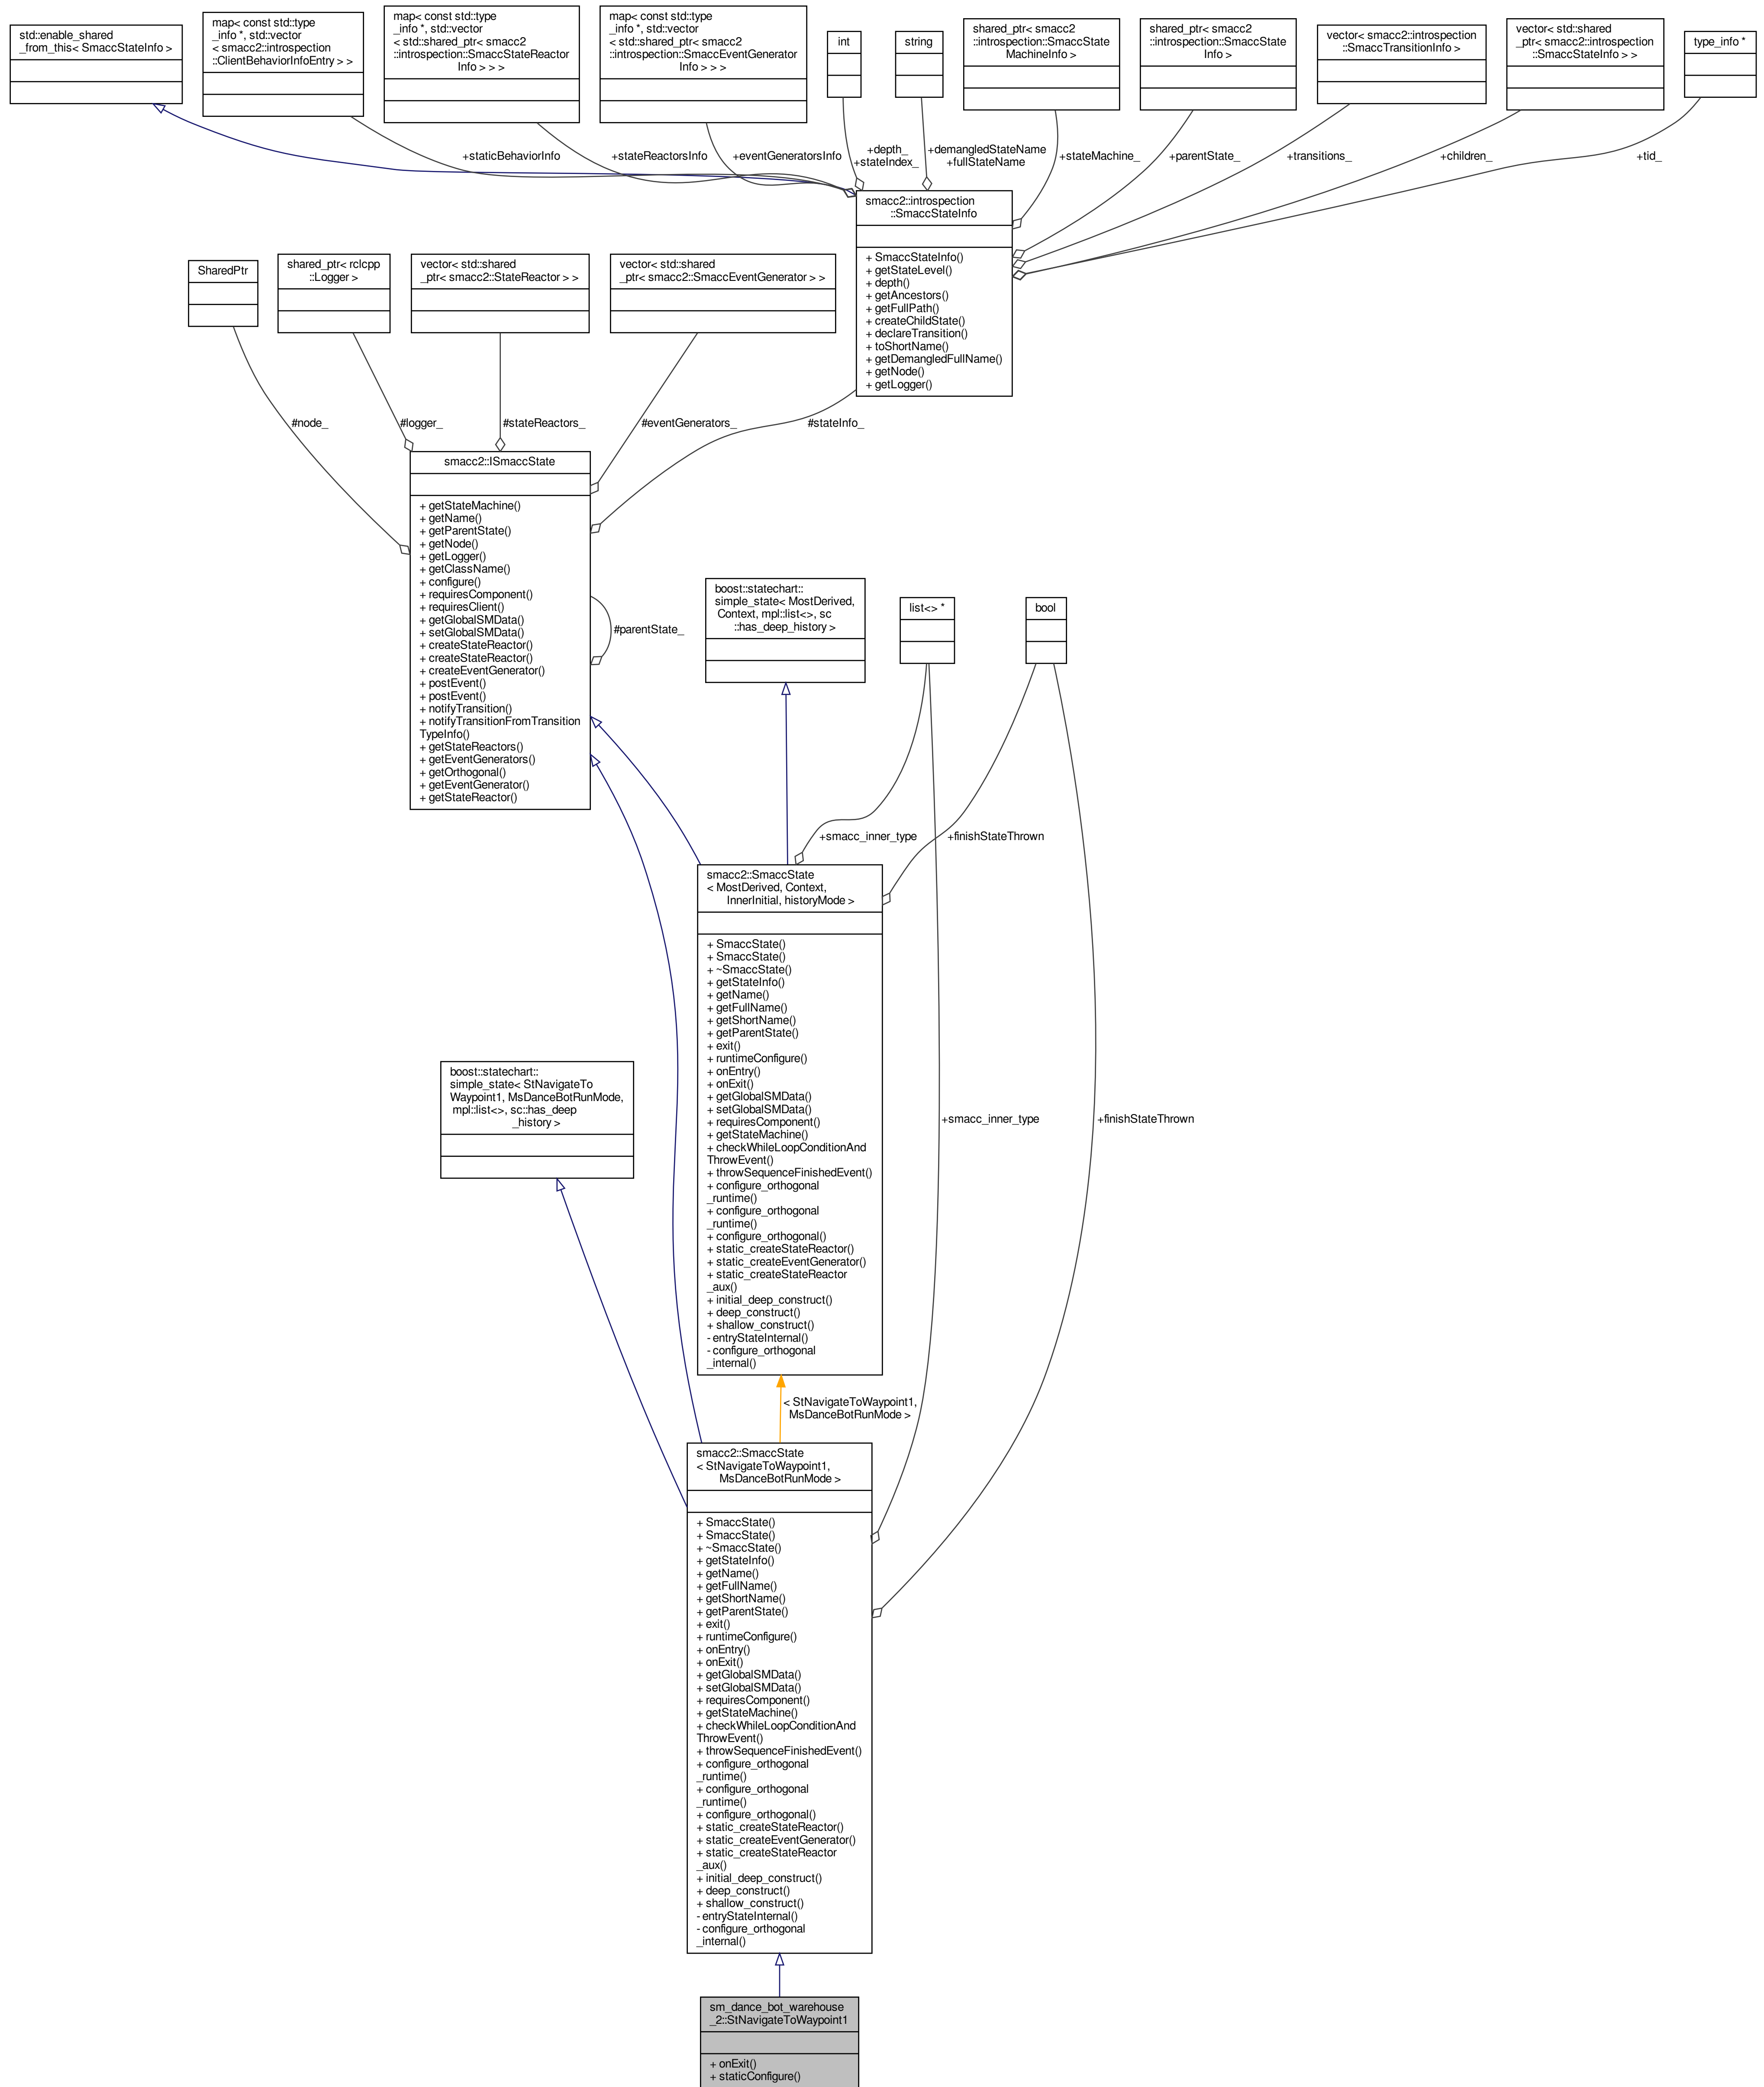 std::enable_shared
_from_this< SmaccStateInfo >
map< const std::type
_info *, std::vector
< smacc2::introspection
::ClientBehaviorInfoEntry > >
map< const std::type
_info *, std::vector
< std::shared_ptr< smacc2
::introspection::SmaccStateReactor
Info > > >
map< const std::type
_info *, std::vector
< std::shared_ptr< smacc2
::introspection::SmaccEventGenerator
Info > > >
int
string
shared_ptr< smacc2
::introspection::SmaccState
MachineInfo >
shared_ptr< smacc2
::introspection::SmaccState
Info >
vector< smacc2::introspection
::SmaccTransitionInfo >
vector< std::shared
_ptr< smacc2::introspection
::SmaccStateInfo > >
type_info *
+staticBehaviorInfo
+stateReactorsInfo
+eventGeneratorsInfo
+depth_
+stateIndex_
+demangledStateName
+fullStateName
+stateMachine_
+parentState_
+transitions_
+children_
+tid_
smacc2::introspection
::SmaccStateInfo
+ SmaccStateInfo()
+ getStateLevel()
+ depth()
+ getAncestors()
+ getFullPath()
+ createChildState()
+ declareTransition()
+ toShortName()
+ getDemangledFullName()
+ getNode()
+ getLogger()
SharedPtr
shared_ptr< rclcpp
::Logger >
vector< std::shared
_ptr< smacc2::StateReactor > >
vector< std::shared
_ptr< smacc2::SmaccEventGenerator > >
#node_
#logger_
#stateReactors_
#eventGenerators_
#stateInfo_
smacc2::ISmaccState
+ getStateMachine()
+ getName()
+ getParentState()
+ getNode()
+ getLogger()
+ getClassName()
+ configure()
+ requiresComponent()
+ requiresClient()
+ getGlobalSMData()
+ setGlobalSMData()
+ createStateReactor()
+ createStateReactor()
+ createEventGenerator()
+ postEvent()
+ postEvent()
+ notifyTransition()
+ notifyTransitionFromTransition
TypeInfo()
+ getStateReactors()
+ getEventGenerators()
+ getOrthogonal()
+ getEventGenerator()
+ getStateReactor()
#parentState_
boost::statechart::
simple_state< MostDerived,
Context, mpl::list<>, sc
::has_deep_history >
list<> *
bool
+smacc_inner_type
+finishStateThrown
smacc2::SmaccState
< MostDerived, Context,
InnerInitial, historyMode >
+ SmaccState()
+ SmaccState()
+ ~SmaccState()
+ getStateInfo()
+ getName()
+ getFullName()
+ getShortName()
+ getParentState()
+ exit()
+ runtimeConfigure()
+ onEntry()
+ onExit()
+ getGlobalSMData()
+ setGlobalSMData()
+ requiresComponent()
+ getStateMachine()
+ checkWhileLoopConditionAnd
ThrowEvent()
+ throwSequenceFinishedEvent()
+ configure_orthogonal
_runtime()
+ configure_orthogonal
_runtime()
+ configure_orthogonal()
+ static_createStateReactor()
+ static_createEventGenerator()
+ static_createStateReactor
_aux()
+ initial_deep_construct()
+ deep_construct()
+ shallow_construct()
- entryStateInternal()
- configure_orthogonal
_internal()
boost::statechart::
simple_state< StNavigateTo
Waypoint1, MsDanceBotRunMode,
mpl::list<>, sc::has_deep
_history >
+smacc_inner_type
+finishStateThrown
< StNavigateToWaypoint1,
MsDanceBotRunMode >
smacc2::SmaccState
< StNavigateToWaypoint1,
MsDanceBotRunMode >
+ SmaccState()
+ SmaccState()
+ ~SmaccState()
+ getStateInfo()
+ getName()
+ getFullName()
+ getShortName()
+ getParentState()
+ exit()
+ runtimeConfigure()
+ onEntry()
+ onExit()
+ getGlobalSMData()
+ setGlobalSMData()
+ requiresComponent()
+ getStateMachine()
+ checkWhileLoopConditionAnd
ThrowEvent()
+ throwSequenceFinishedEvent()
+ configure_orthogonal
_runtime()
+ configure_orthogonal
_runtime()
+ configure_orthogonal()
+ static_createStateReactor()
+ static_createEventGenerator()
+ static_createStateReactor
_aux()
+ initial_deep_construct()
+ deep_construct()
+ shallow_construct()
- entryStateInternal()
- configure_orthogonal
_internal()
sm_dance_bot_warehouse
_2::StNavigateToWaypoint1
+ onExit()
+ staticConfigure()